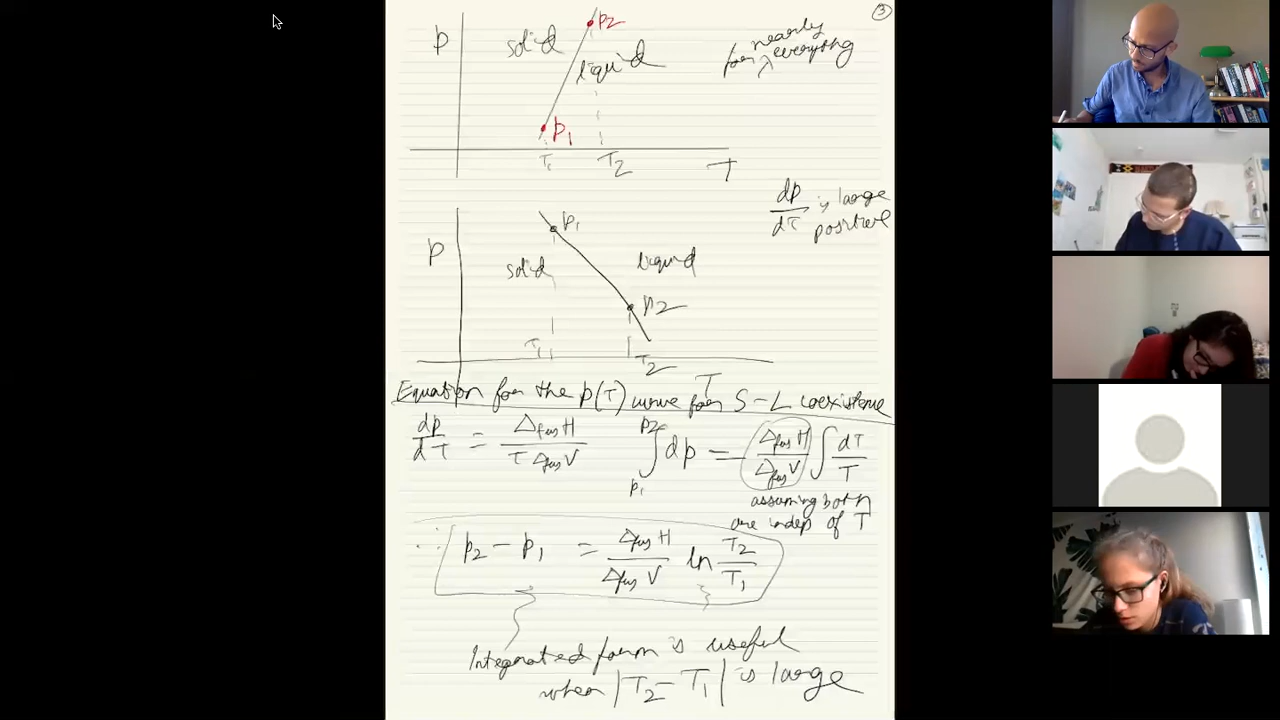 ③
p
solid
p2
liquid
for nearly everything
p1
T1
T2
T
dp/dT is large positive
p
p1
solid
liquid
p2
T1
T2
T
Equation for the p(T) curve for S-L coexistence
dp/dT = ΔfusH / T ΔfusV
∫p1p2 dp = ΔfusH / ΔfusV ∫ dT/T
assuming both
are indep of T
∴ p2 - p1 = ΔfusH / ΔfusV ln T2/T1
Integrated form is useful
when |T2 - T1| is large